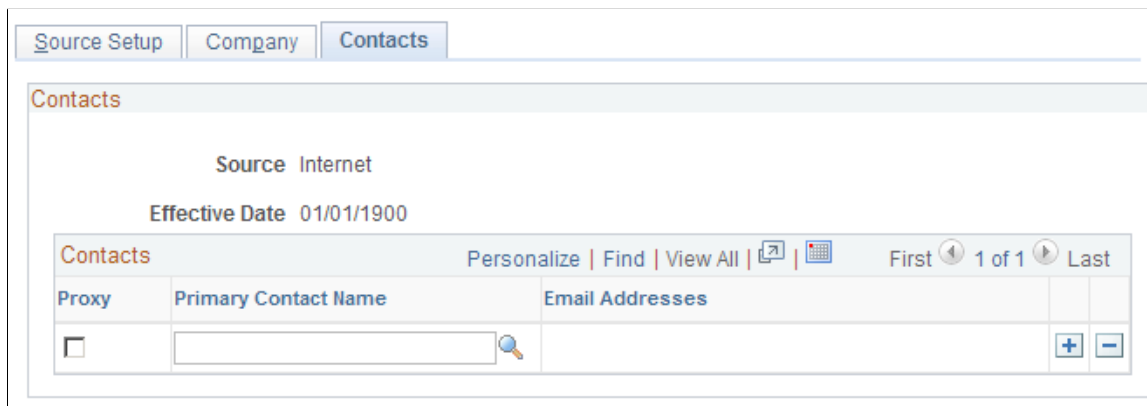 Source Setup Company Contacts
Contacts
Source Internet
Effective Date 01/01/1900
Contacts Personalize | Find | View All | | First 1 of 1 Last
Proxy Primary Contact Name Email Addresses